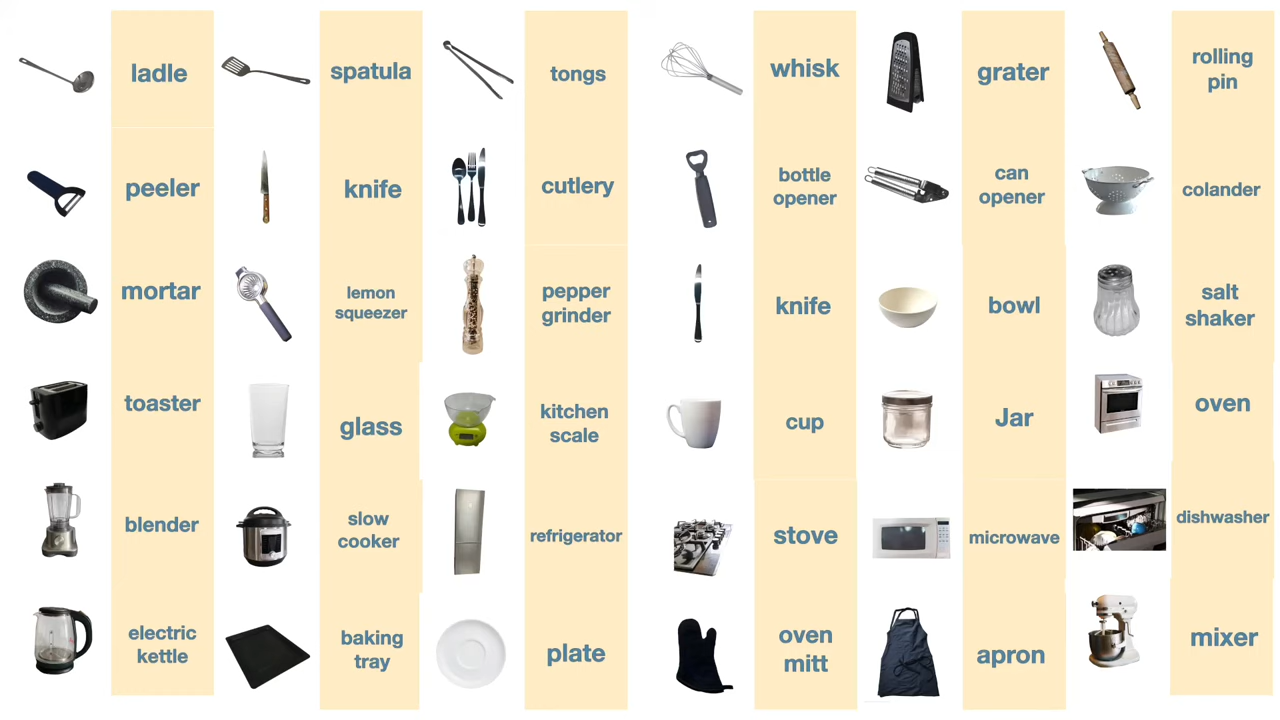 ladle
spatula
tongs
whisk
grater
rolling
pin
peeler
knife
cutlery
bottle
opener
can
opener
colander
mortar
lemon
squeezer
pepper
grinder
knife
bowl
salt
shaker
toaster
glass
kitchen
scale
cup
Jar
oven
blender
slow
cooker
refrigerator
stove
microwave
dishwasher
electric
kettle
baking
tray
plate
oven
mitt
apron
mixer